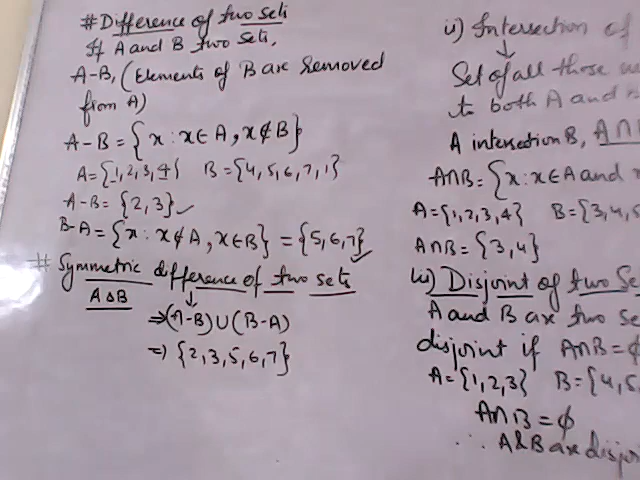 # Difference of two sets
If A and B two sets,
A-B, (Elements of B are removed
from A)
A-B = {x : x∈A, x∉B}
A={1,2,3,4} B={4,5,6,7,1}
A-B= {2,3}
B-A= {x: x∉A, x∈B} = {5,6,7}
# Symmetric difference of two sets
A∆B
↓
⇒(A-B)∪(B-A)
⇒ {2,3,5,6,7}
ii) Intersection of
↓
Set of all those
to both A and
A intersection B, A∩
A∩B= {x: x∈A and
A={1,2,3,4} B={3,4,5
A∩B = {3,4}
iii) Disjoint of two Se
A and B are two se
disjoint if A∩B=ϕ
A={1,2,3} B={4,5
A∩B = ϕ
∴ A&B are disjoi